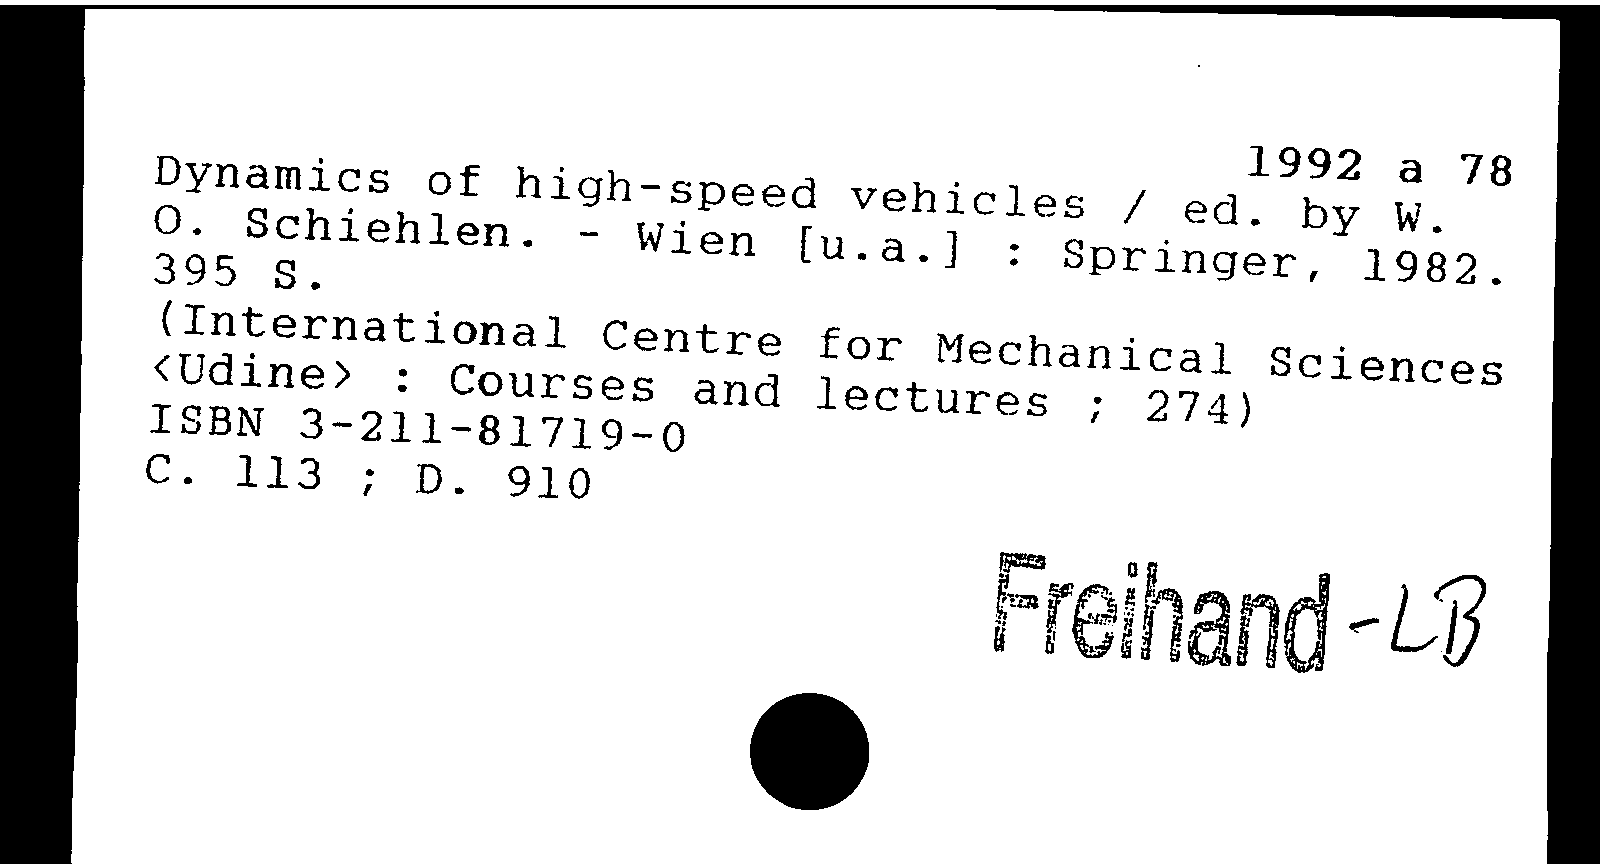 1992 a 78
Dynamics of high-speed vehicles / ed. by W.
O. Schiehlen. - Wien [u.a.] : Springer, 1982.
395 S.
(International Centre for Mechanical Sciences
<Udine> : Courses and lectures ; 274)
ISBN 3-211-81719-0
C. 113 ; D. 910
Freihand -LB